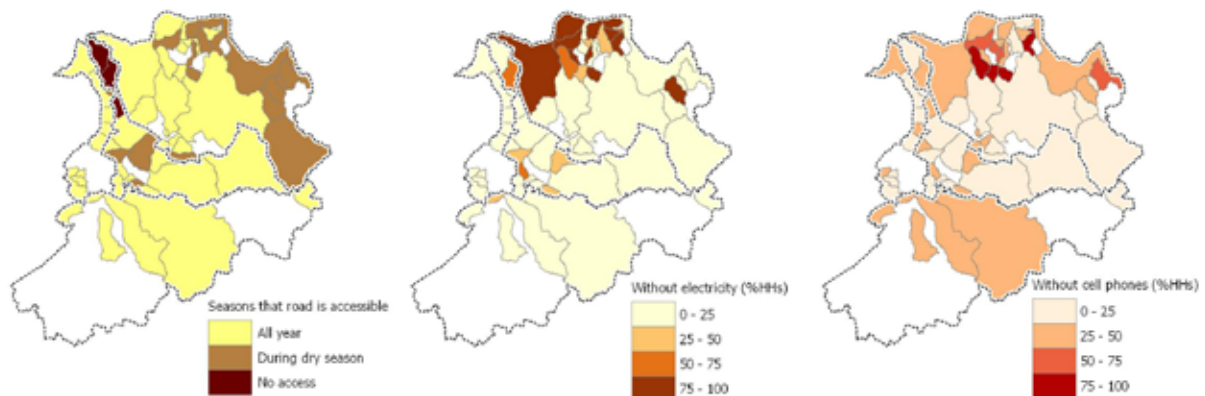 Seasons that road is accessible
All year
During dry season
No access
Without electricity (%HHs)
0 - 25
25 - 50
50 - 75
75 - 100
Without cell phones (%HHs)
0 - 25
25 - 50
50 - 75
75 - 100